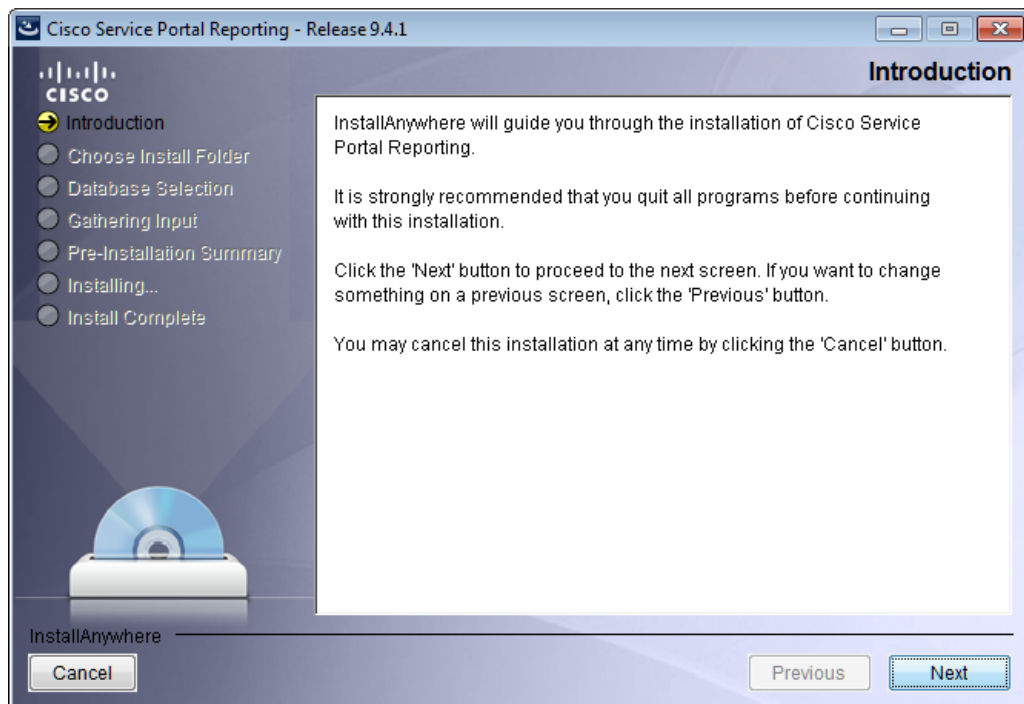 Cisco Service Portal Reporting - Release 9.4.1
CISCO
Introduction
Introduction
Choose Install Folder
Database Selection
Gathering Input
Pre-Installation Summary
Installing...
Install Complete
InstallAnywhere will guide you through the installation of Cisco Service
Portal Reporting.
It is strongly recommended that you quit all programs before continuing
with this installation.
Click the 'Next' button to proceed to the next screen. If you want to change
something on a previous screen, click the 'Previous' button.
You may cancel this installation at any time by clicking the 'Cancel' button.
InstallAnywhere
Cancel
Previous
Next